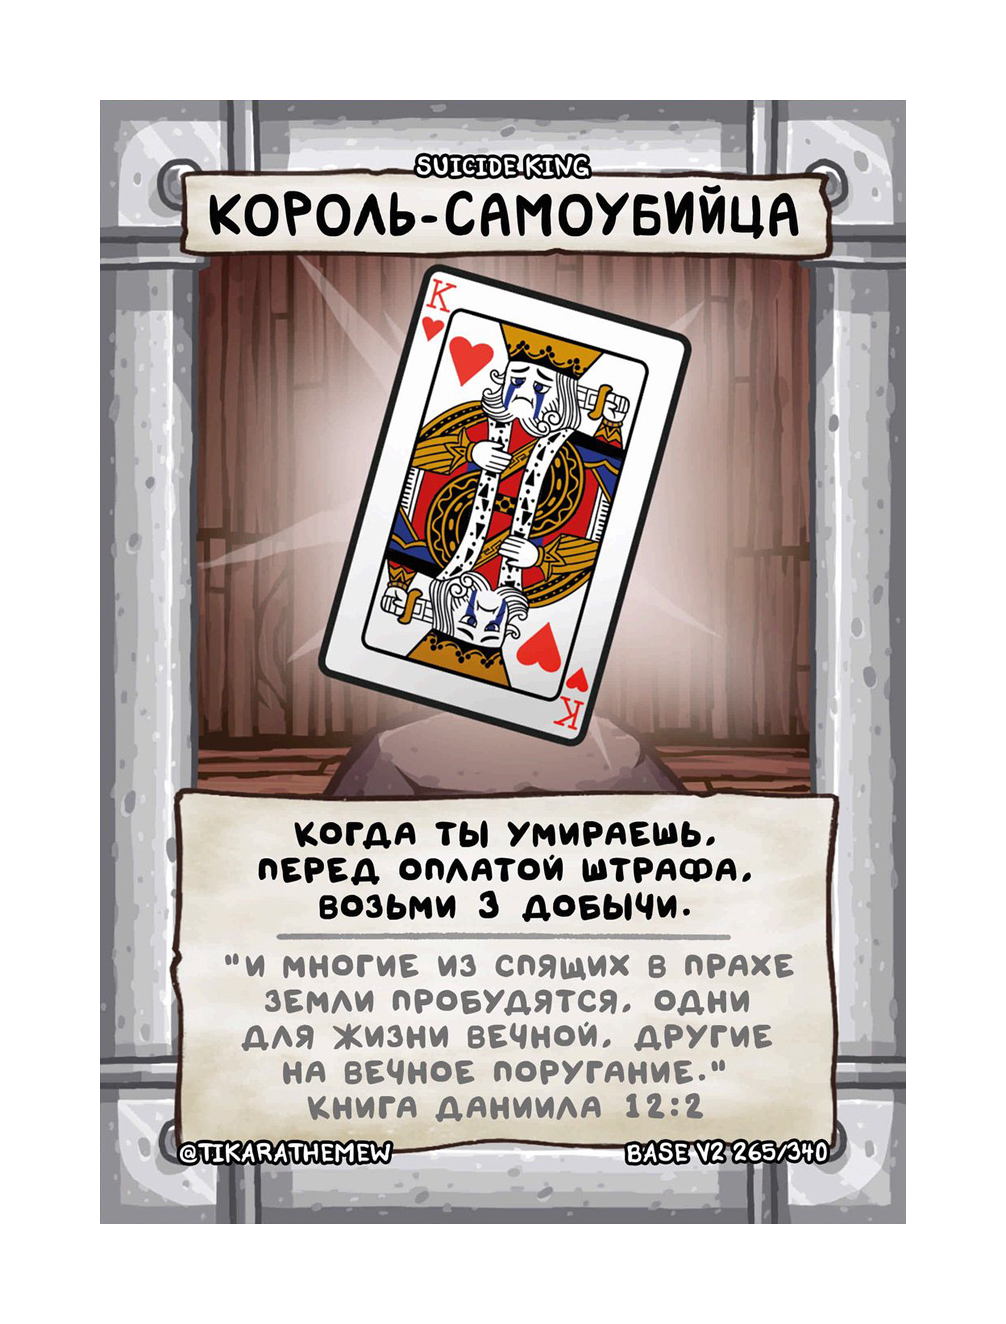 SUICIDE KING
КОРОЛЬ-САМОУБИЙЦА
K
K
КОГДА ТЫ УМИРАЕШЬ,
ПЕРЕД ОПЛАТОЙ ШТРАФА,
ВОЗЬМИ 3 ДОБЫЧИ.
"И МНОГИЕ ИЗ СПЯЩИХ В ПРАХЕ
ЗЕМЛИ ПРОБУДЯТСЯ, ОДНИ
ДЛЯ ЖИЗНИ ВЕЧНОЙ, ДРУГИЕ
НА ВЕЧНОЕ ПОРУГАНИЕ."
КНИГА ДАНИИЛА 12:2
@TIKARATHEMEW
BASE V2 265/340